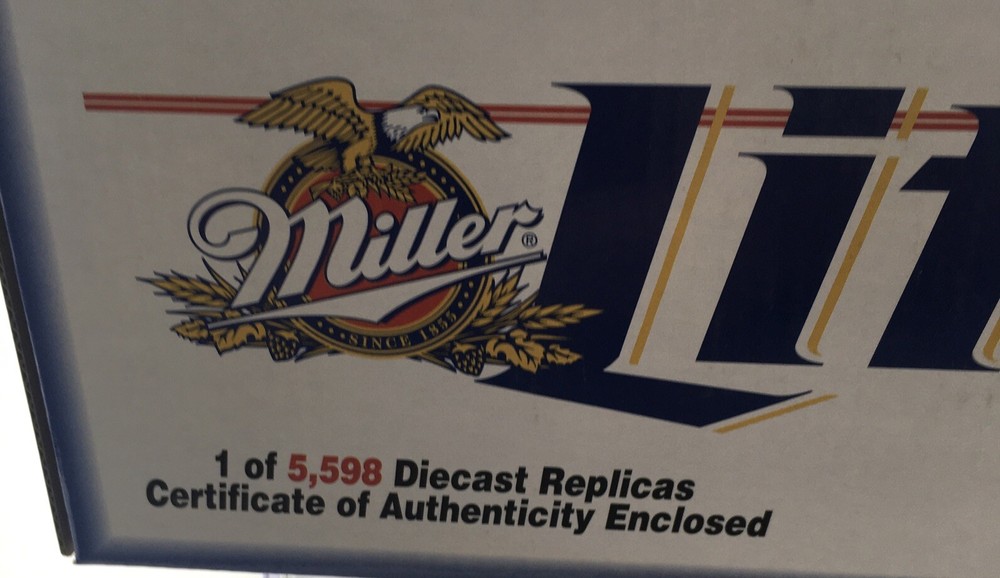 Miller®
Lit
SINCE 1855
1 of 5,598 Diecast Replicas
Certificate of Authenticity Enclosed